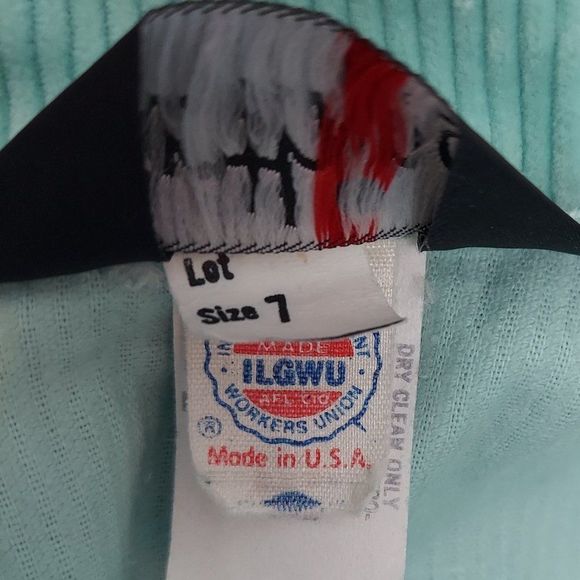 Lot
Size 7
MADE
ILGWU
AFL CIO
WORKERS UNION
®
Made in U.S.A.
DRY CLEAN ONLY